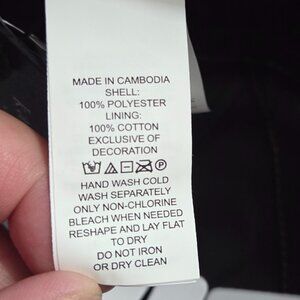 MADE IN CAMBODIA
SHELL:
100% POLYESTER
LINING:
100% COTTON
EXCLUSIVE OF
DECORATION
HAND WASH COLD
WASH SEPARATELY
ONLY NON-CHLORINE
BLEACH WHEN NEEDED
RESHAPE AND LAY FLAT
TO DRY
DO NOT IRON
OR DRY CLEAN